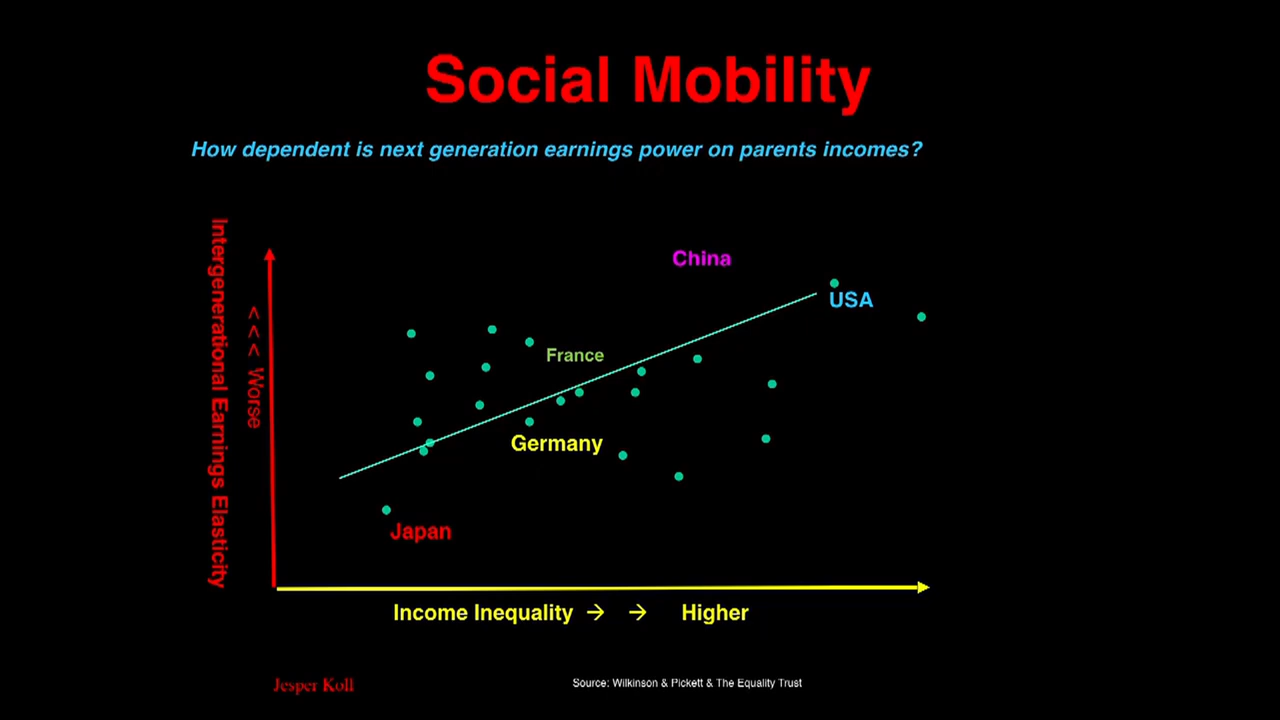 Social Mobility
How dependent is next generation earnings power on parents incomes?
Intergenerational Earnings Elasticity
< < < Worse
China
USA
France
Germany
Japan
Income Inequality → → Higher
Jesper Koll
Source: Wilkinson & Pickett & The Equality Trust